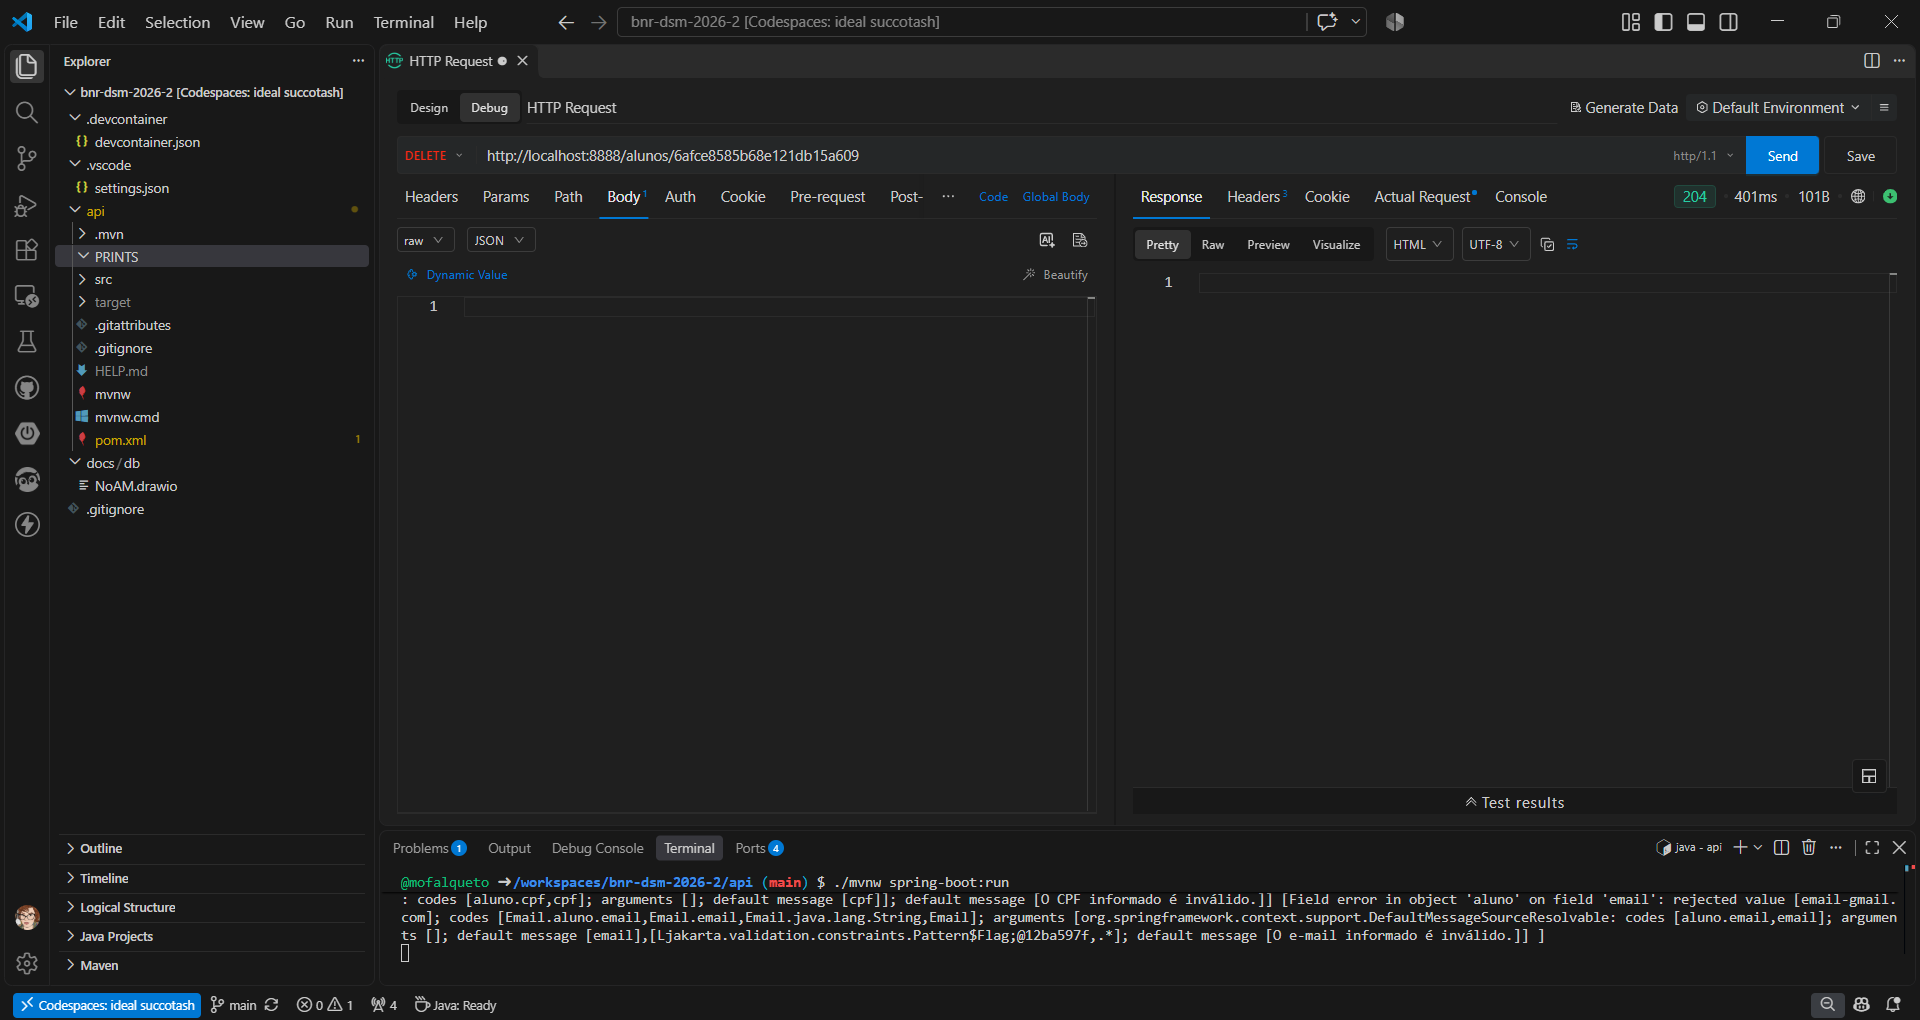 File Edit Selection View Go Run Terminal Help
bnr-dsm-2026-2 [Codespaces: ideal succotash]
Explorer
bnr-dsm-2026-2 [Codespaces: ideal succotash]
.devcontainer
devcontainer.json
.vscode
settings.json
api
.mvn
PRINTS
src
target
.gitattributes
.gitignore
HELP.md
mvnw
mvnw.cmd
pom.xml 1
docs / db
NoAM.drawio
.gitignore
Outline
Timeline
Logical Structure
Java Projects
Maven
HTTP HTTP Request
Design Debug HTTP Request
Generate Data Default Environment
DELETE http://localhost:8888/alunos/6afce8585b68e121db15a609 http/1.1 Send Save
Headers Params Path Body 1 Auth Cookie Pre-request Post- ... Code Global Body
raw JSON
Dynamic Value Beautify
1
Response Headers 3 Cookie Actual Request Console 204 401ms 101B
Pretty Raw Preview Visualize HTML UTF-8
1
Test results
Problems 1 Output Debug Console Terminal Ports 4
java - api
@mofalqueto ➜/workspaces/bnr-dsm-2026-2/api (main) $ ./mvnw spring-boot:run
: codes [aluno.cpf,cpf]; arguments []; default message [cpf]]; default message [O CPF informado é inválido.]] [Field error in object 'aluno' on field 'email': rejected value [email-gmail.
com]; codes [Email.aluno.email,Email.email,Email.java.lang.String,Email]; arguments [org.springframework.context.support.DefaultMessageSourceResolvable: codes [aluno.email,email]; argumen
ts []; default message [email],[Ljakarta.validation.constraints.Pattern$Flag;@12ba597f,.*]; default message [O e-mail informado é inválido.]] ]
Codespaces: ideal succotash main 0 1 4 Java: Ready